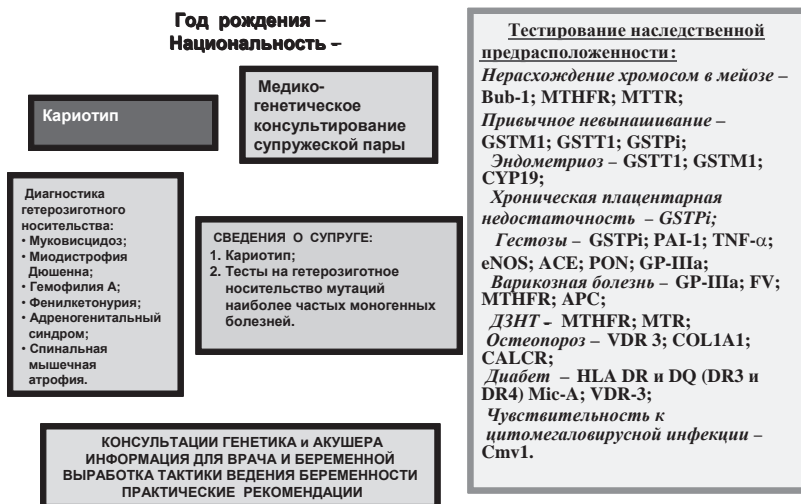 Год рождения –
Национальность –
Кариотип
Медико-
генетическое
консультирование
супружеской пары
Диагностика
гетерозиготного
носительства:
• Муковисцидоз;
• Миодистрофия
Дюшенна;
• Гемофилия А;
• Фенилкетонурия;
• Адреногенитальный
синдром;
• Спинальная
мышечная
атрофия.
СВЕДЕНИЯ О СУПРУГЕ:
1. Кариотип;
2. Тесты на гетерозиготное
носительство мутаций
наиболее частых моногенных
болезней.
КОНСУЛЬТАЦИИ ГЕНЕТИКА и АКУШЕРА
ИНФОРМАЦИЯ ДЛЯ ВРАЧА И БЕРЕМЕННОЙ
ВЫРАБОТКА ТАКТИКИ ВЕДЕНИЯ БЕРЕМЕННОСТИ
ПРАКТИЧЕСКИЕ РЕКОМЕНДАЦИИ
Тестирование наследственной
предрасположенности:
Нерасхождение хромосом в мейозе –
Bub-1; MTHFR; MTTR;
Привычное невынашивание –
GSTM1; GSTT1; GSTPi;
Эндометриоз – GSTT1; GSTM1;
CYP19;
Хроническая плацентарная
недостаточность – GSTPi;
Гестозы – GSTPi; PAI-1; TNF-α;
eNOS; ACE; PON; GP-IIIa;
Варикозная болезнь – GP-IIIa; FV;
MTHFR; APC;
ДЗНТ – MTHFR; MTR;
Остеопороз – VDR 3; COL1A1;
CALCR;
Диабет – HLA DR и DQ (DR3 и
DR4) Mic-A; VDR-3;
Чувствительность к
цитомегаловирусной инфекции –
Cmv1.